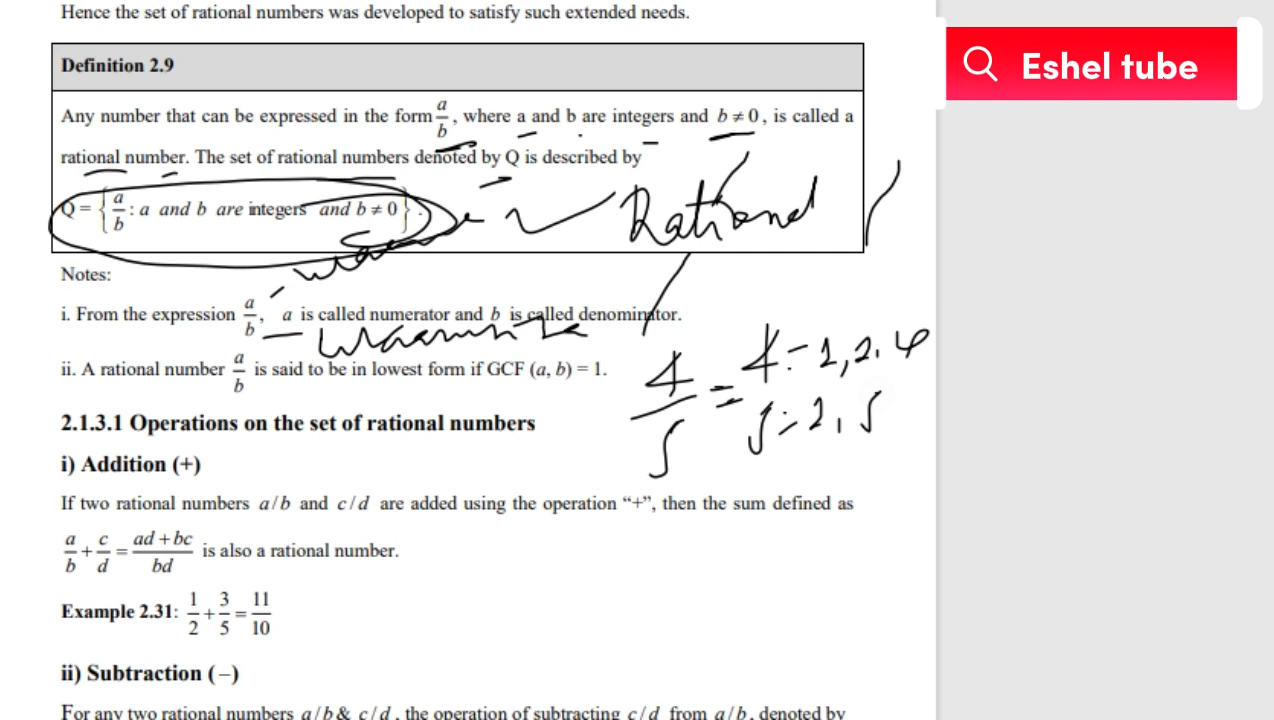 Hence the set of rational numbers was developed to satisfy such extended needs.
Eshel tube
Definition 2.9
Any number that can be expressed in the form a/b, where a and b are integers and b ≠ 0, is called a
rational number. The set of rational numbers denoted by Q is described by
Q = { a/b : a and b are integers and b ≠ 0 }.
Rational
Notes:
i. From the expression a/b, a is called numerator and b is called denominator.
ii. A rational number a/b is said to be in lowest form if GCF (a, b) = 1.
4/5 = 4 = 1, 2, 4
5 = 1, 5
2.1.3.1 Operations on the set of rational numbers
i) Addition (+)
If two rational numbers a/b and c/d are added using the operation “+”, then the sum defined as
a/b + c/d = (ad + bc)/bd is also a rational number.
Example 2.31: 1/2 + 3/5 = 11/10
ii) Subtraction (−)
For any two rational numbers a/b & c/d, the operation of subtracting c/d from a/b, denoted by